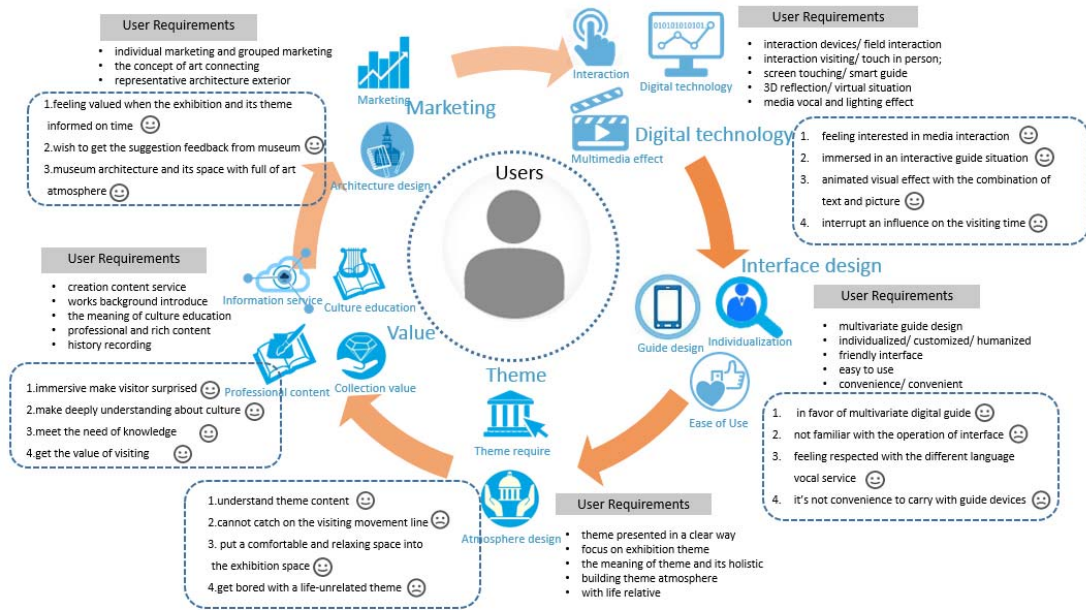 User Requirements
• individual marketing and grouped marketing
• the concept of art connecting
• representative architecture exterior
1.feeling valued when the exhibition and its theme
informed on time
2.wish to get the suggestion feedback from museum
3.museum architecture and its space with full of art
atmosphere
Marketing
Marketing
Architecture design
Interaction
010101010101
Digital technology
Digital technology
Multimedia effect
User Requirements
• interaction devices/ field interaction
• interaction visiting/ touch in person;
• screen touching/ smart guide
• 3D reflection/ virtual situation
• media vocal and lighting effect
1. feeling interested in media interaction
2. immersed in an interactive guide situation
3. animated visual effect with the combination of
text and picture
4. interrupt an influence on the visiting time
Users
User Requirements
• creation content service
• works background introduce
• the meaning of culture education
• professional and rich content
• history recording
Information service
Culture education
Value
Professional content
Collection value
1.immersive make visitor surprised
2.make deeply understanding about culture
3.meet the need of knowledge
4.get the value of visiting
Interface design
Guide design
Individualization
Ease of Use
User Requirements
• multivariate guide design
• individualized/ customized/ humanized
• friendly interface
• easy to use
• convenience/ convenient
1. in favor of multivariate digital guide
2. not familiar with the operation of interface
3. feeling respected with the different language
vocal service
4. it's not convenience to carry with guide devices
Theme
Theme require
Atmosphere design
1.understand theme content
2.cannot catch on the visiting movement line
3. put a comfortable and relaxing space into
the exhibition space
4.get bored with a life-unrelated theme
User Requirements
• theme presented in a clear way
• focus on exhibition theme
• the meaning of theme and its holistic
• building theme atmosphere
• with life relative